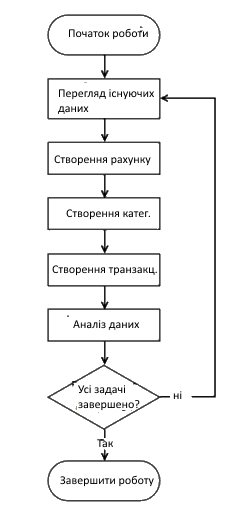 Початок роботи
Перегляд існуючих
даних
Створення рахунку
Створення катег.
Створення транзакц.
Аналіз даних
Усі задачі
завершено?
ні
Так
Завершити роботу